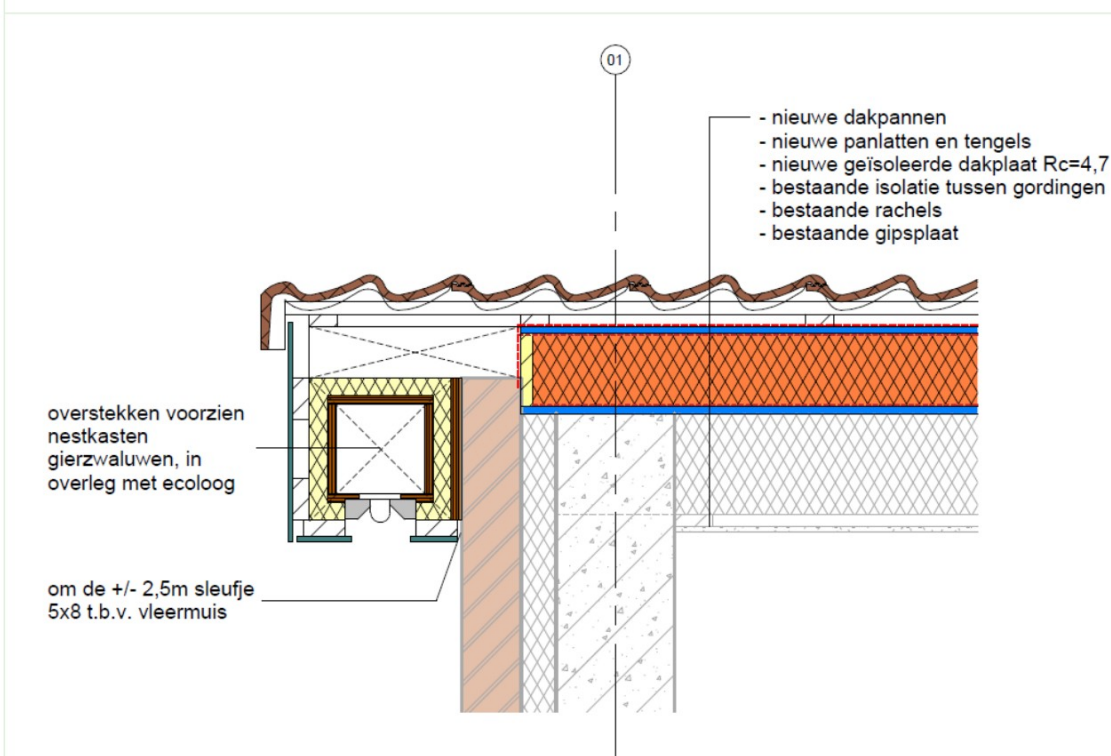 01
- nieuwe dakpannen
- nieuwe panlatten en tengels
- nieuwe geïsoleerde dakplaat Rc=4,7
- bestaande isolatie tussen gordingen
- bestaande rachels
- bestaande gipsplaat
overstekken voorzien
nestkasten
gierzwaluwen, in
overleg met ecoloog
om de +/- 2,5m sleufje
5x8 t.b.v. vleermuis